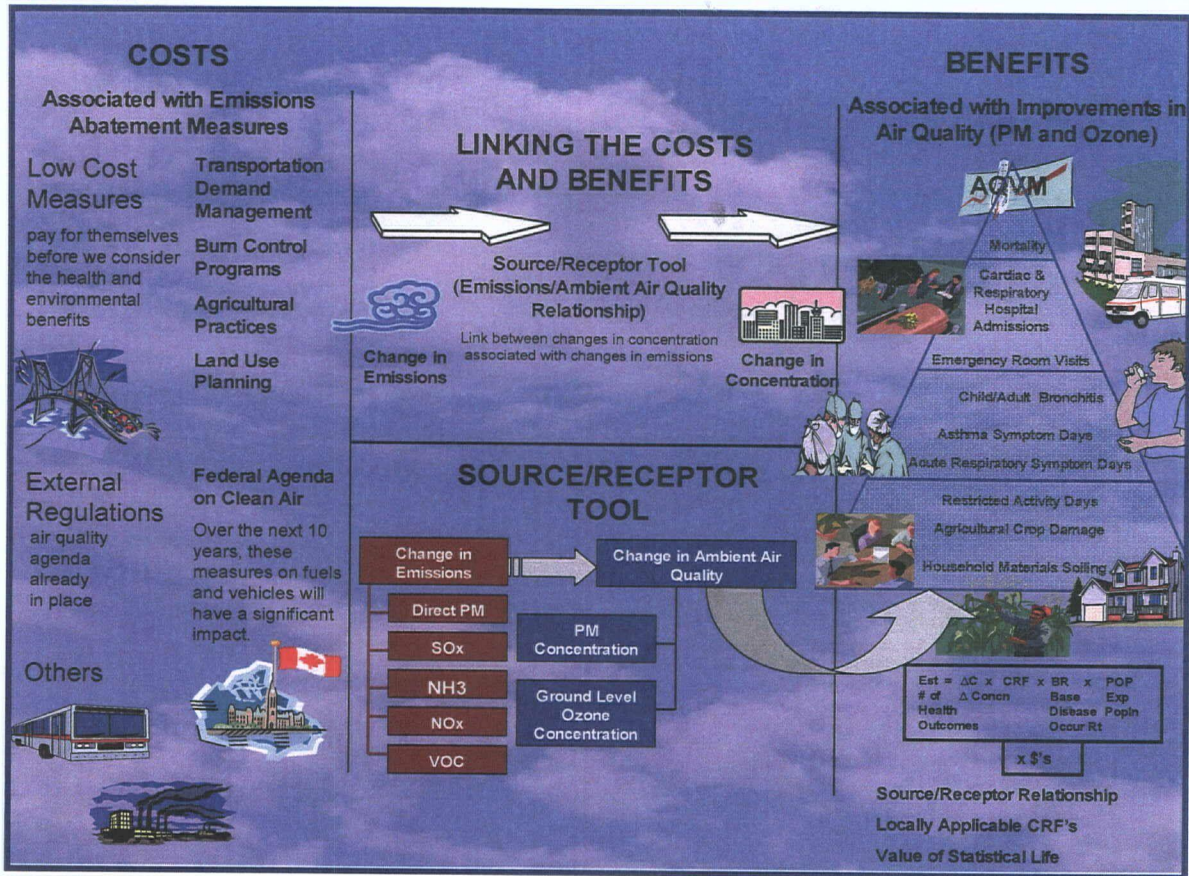 COSTS
Associated with Emissions
Abatement Measures
Low Cost
Measures
pay for themselves
before we consider
the health and
environmental
benefits
Transportation
Demand
Management
Burn Control
Programs
Agricultural
Practices
Land Use
Planning
External
Regulations
air quality
agenda
already
in place
Federal Agenda
on Clean Air
Over the next 10
years, these
measures on fuels
and vehicles will
have a significant
impact.
Others
LINKING THE COSTS
AND BENEFITS
Source/Receptor Tool
(Emissions/Ambient Air Quality
Relationship)
Link between changes in concentration
associated with changes in emissions
Change in
Emissions
Change in
Concentration
SOURCE/RECEPTOR
TOOL
Change in
Emissions
Direct PM
SOx
NH3
NOx
VOC
Change in Ambient Air
Quality
PM
Concentration
Ground Level
Ozone
Concentration
BENEFITS
Associated with Improvements in
Air Quality (PM and Ozone)
AQVM
Mortality
Cardiac &
Respiratory
Hospital
Admissions
Emergency Room Visits
Child/Adult Bronchitis
Asthma Symptom Days
Acute Respiratory Symptom Days
Restricted Activity Days
Agricultural Crop Damage
Household Materials Soiling
Est = ΔC x CRF x BR x POP
# of Δ Concn Base Exp
Health Disease Popln
Outcomes Occur Rt
x $'s
Source/Receptor Relationship
Locally Applicable CRF's
Value of Statistical Life